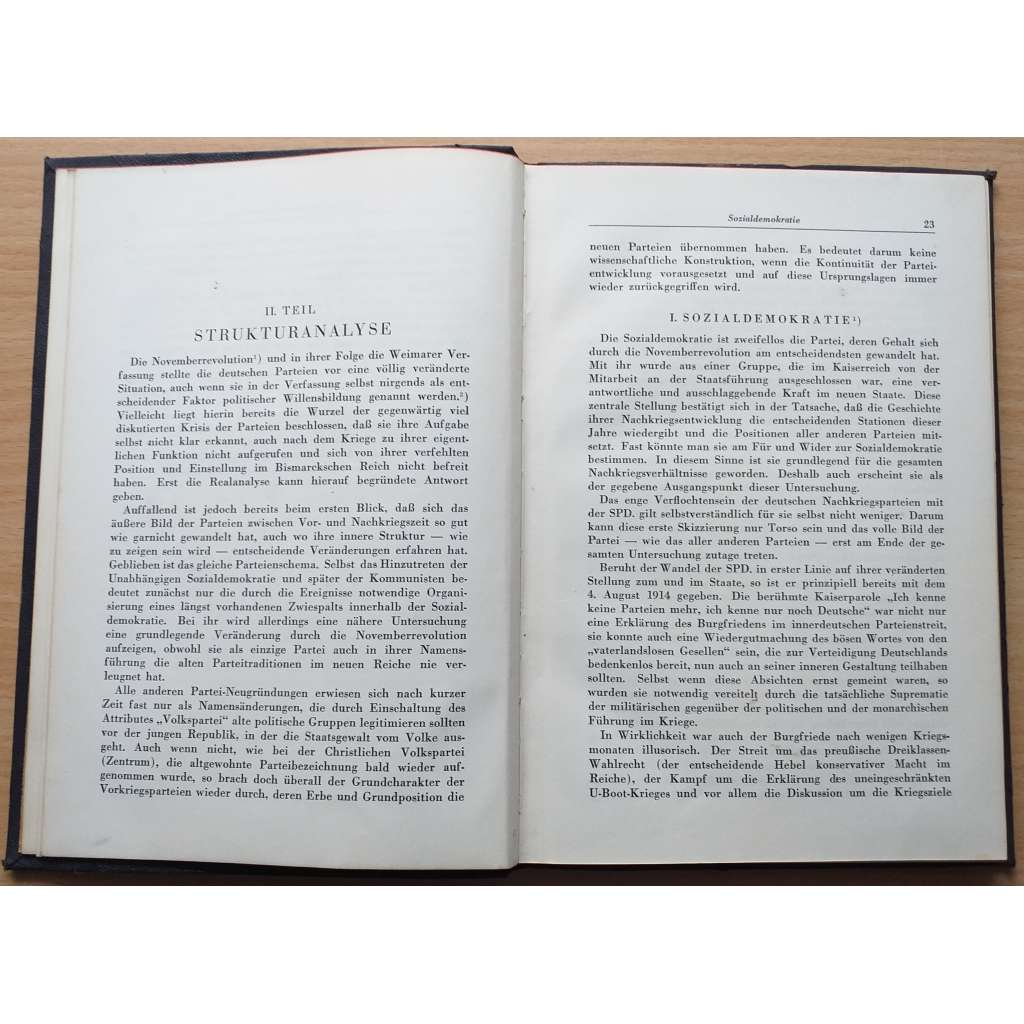 II. TEIL
STRUKTURANALYSE
Die Novemberrevolution¹) und in ihrer Folge die Weimarer Ver-
fassung stellte die deutschen Parteien vor eine völlig veränderte
Situation, auch wenn sie in der Verfassung selbst nirgends als ent-
scheidender Faktor politischer Willensbildung genannt werden.²)
Vielleicht liegt hierin bereits die Wurzel der gegenwärtig viel
diskutierten Krisis der Parteien beschlossen, daß sie ihre Aufgabe
selbst nicht klar erkannt, auch nach dem Kriege zu ihrer eigent-
lichen Funktion nicht aufgerufen und sich von ihrer verfehlten
Position und Einstellung im Bismarckschen Reich nicht befreit
haben. Erst die Realanalyse kann hierauf begründete Antwort
geben.
Auffallend ist jedoch bereits beim ersten Blick, daß sich das
äußere Bild der Parteien zwischen Vor- und Nachkriegszeit so gut
wie garnicht gewandelt hat, auch wo ihre innere Struktur — wie
zu zeigen sein wird — entscheidende Veränderungen erfahren hat.
Geblieben ist das gleiche Parteienschema. Selbst das Hinzutreten der
Unabhängigen Sozialdemokratie und später der Kommunisten be-
deutet zunächst nur die durch die Ereignisse notwendig Organi-
sierung eines längst vorhandenen Zwiespalts innerhalb der Sozial-
demokratie. Bei ihr wird allerdings eine nähere Untersuchung
eine grundlegende Veränderung durch die Novemberrevolution
aufzeigen, obwohl sie als einzige Partei auch in ihrer Namens-
führung die alten Parteitraditionen im neuen Reiche nie ver-
leugnet hat.
Alle anderen Partei-Neugründungen erwiesen sich nach kurzer
Zeit fast nur als Namensänderungen, die durch Einschaltung des
Attributes „Volkspartei“ alte politische Gruppen legitimieren sollten
vor der jungen Republik, in der die Staatsgewalt vom Volke aus-
geht. Auch wenn nicht, wie bei der Christlichen Volkspartei
(Zentrum), die altgewohnte Parteibezeichnung bald wieder auf-
genommen wurde, so brach doch überall der Grundcharakter der
Vorkriegsparteien wieder durch, deren Erbe und Grundposition die
Sozialdemokratie 23
neuen Parteien übernommen haben. Es bedeutet darum keine
wissenschaftliche Konstruktion, wenn die Kontinuität der Partei-
entwicklung vorausgesetzt und auf diese Ursprungslagen immer
wieder zurückgegriffen wird.
I. SOZIALDEMOKRATIE¹)
Die Sozialdemokratie ist zweifellos die Partei, deren Gehalt sich
durch die Novemberrevolution am entscheidendsten gewandelt hat.
Mit ihr wurde aus einer Gruppe, die im Kaiserreich von der
Mitarbeit an der Staatsführung ausgeschlossen war, eine ver-
antwortliche und ausschlaggebende Kraft im neuen Staate. Diese
zentrale Stellung bestätigt sich in der Tatsache, daß die Geschichte
ihrer Nachkriegsentwicklung die entscheidenden Stationen dieser
Jahre wiedergibt und die Positionen aller anderen Parteien mit-
setzt. Fast könnte man sie am Für und Wider zur Sozialdemokratie
bestimmen. In diesem Sinne ist sie grundlegend für die gesamten
Nachkriegsverhältnisse geworden. Deshalb auch erscheint sie als
der gegebene Ausgangspunkt dieser Untersuchung.
Das enge Verflochtensein der deutschen Nachkriegsparteien mit
der SPD. gilt selbstverständlich für sie selbst nicht weniger. Darum
kann diese erste Skizzierung nur Torso sein und das volle Bild der
Partei — wie das aller anderen Parteien — erst am Ende der ge-
samten Untersuchung zutage treten.
Beruht der Wandel der SPD. in erster Linie auf ihrer veränderten
Stellung zum und im Staate, so ist er prinzipiell bereits mit dem
4. August 1914 gegeben. Die berühmte Kaiserparole „Ich kenne
keine Parteien mehr, ich kenne nur noch Deutsche“ war nicht nur
eine Erklärung des Burgfriedens im innerdeutschen Parteienstreit,
sie konnte auch eine Wiedergutmachung des bösen Wortes von den
„vaterlandslosen Gesellen“ sein, die zur Verteidigung Deutschlands
bedenkenlos bereit, nun auch an seiner inneren Gestaltung teilhaben
sollten. Selbst wenn diese Absichten ernst gemeint waren, so
wurden sie notwendig vereitelt durch die tatsächliche Suprematie
der militärischen gegenüber der politischen und der monarchischen
Führung im Kriege.
In Wirklichkeit war auch der Burgfriede nach wenigen Kriegs-
monaten illusorisch. Der Streit um das preußische Dreiklassen-
Wahlrecht (der entscheidende Hebel konservativer Macht im
Reiche), der Kampf um die Erklärung des uneingeschränkten
U-Boot-Krieges und vor allem die Diskussion um die Kriegsziele